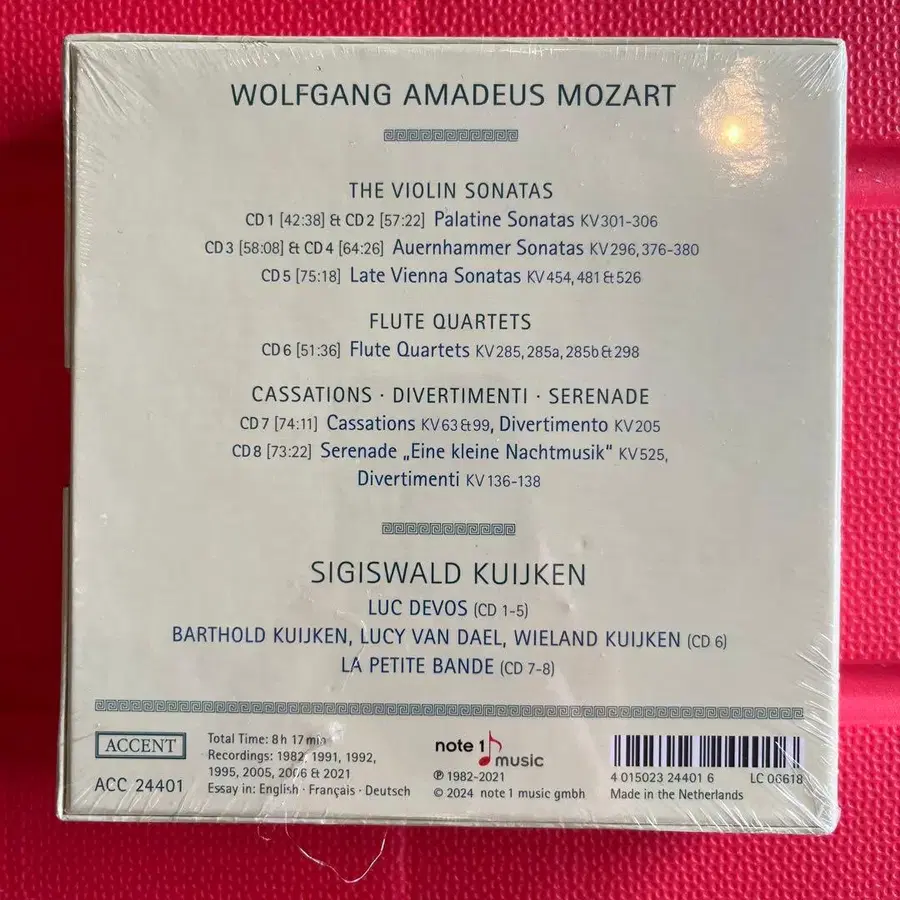 WOLFGANG AMADEUS MOZART
THE VIOLIN SONATAS
CD 1 [42:38] & CD 2 [57:22] Palatine Sonatas KV 301-306
CD 3 [58:08] & CD 4 [64:26] Auernhammer Sonatas KV 296, 376-380
CD 5 [75:18] Late Vienna Sonatas KV 454, 481 & 526
FLUTE QUARTETS
CD 6 [51:36] Flute Quartets KV 285, 285a, 285b & 298
CASSATIONS · DIVERTIMENTI · SERENADE
CD 7 [74:11] Cassations KV 63 & 99, Divertimento KV 205
CD 8 [73:22] Serenade „Eine kleine Nachtmusik“ KV 525,
Divertimenti KV 136-138
SIGISWALD KUIJKEN
LUC DEVOS (CD 1-5)
BARTHOLD KUIJKEN, LUCY VAN DAEL, WIELAND KUIJKEN (CD 6)
LA PETITE BANDE (CD 7-8)
ACCENT
ACC 24401
Total Time: 8 h 17 min
Recordings: 1982, 1991, 1992,
1995, 2005, 2006 & 2021
Essay in: English · Français · Deutsch
note 1 music
℗ 1982-2021
© 2024 note 1 music gmbh
4 015023 24401 6
LC 06618
Made in the Netherlands